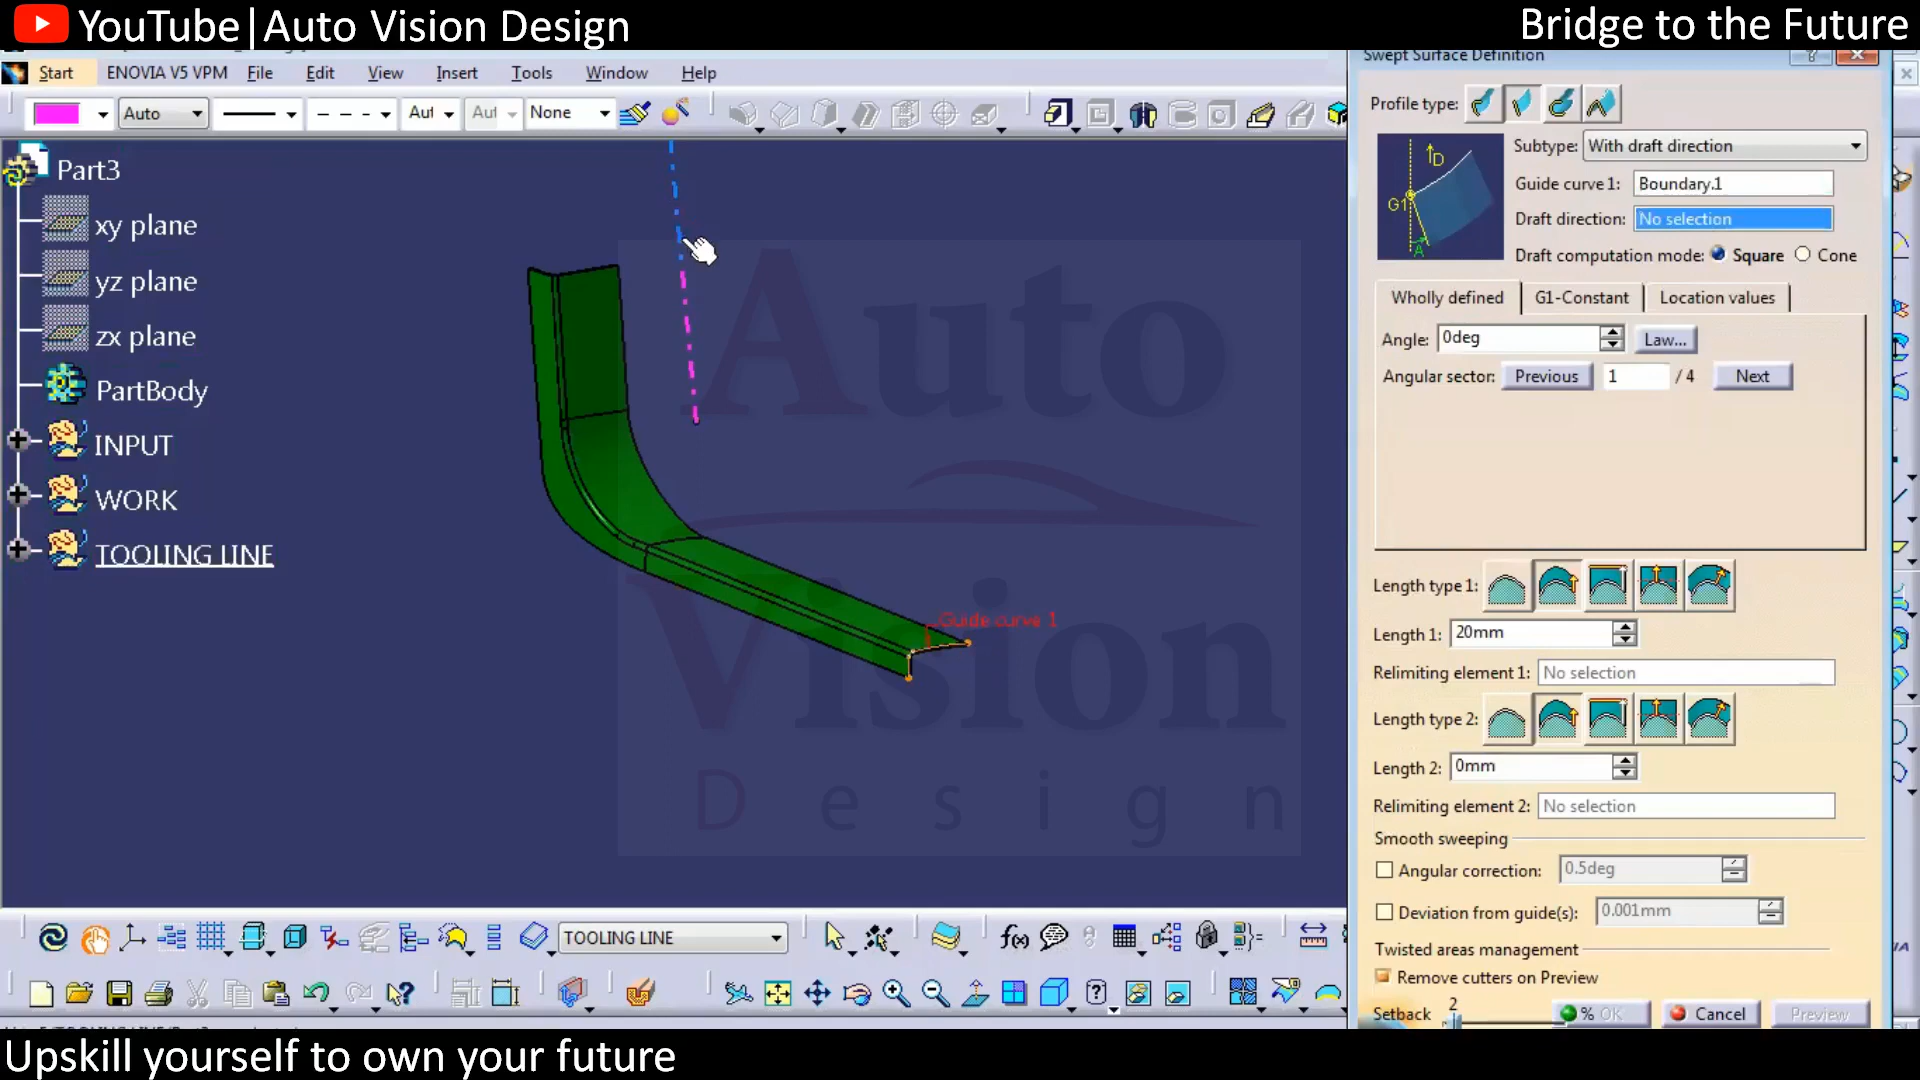 YouTube|Auto Vision Design
Bridge to the Future
Swept Surface Definition
Start ENOVIA V5 VPM File Edit View Insert Tools Window Help
Auto Aut Aut None
Profile type:
Subtype: With draft direction
Guide curve 1: Boundary.1
Draft direction: No selection
Draft computation mode: Square Cone
Wholly defined G1-Constant Location values
Angle: 0deg Law...
Angular sector: Previous 1 / 4 Next
Length type 1:
Length 1: 20mm
Relimiting element 1: No selection
Length type 2:
Length 2: 0mm
Relimiting element 2: No selection
Smooth sweeping
Angular correction: 0.5deg
Deviation from guide(s): 0.001mm
Twisted areas management
Remove cutters on Preview
Setback 2 % OK Cancel Preview
D
G1
A
Part3
xy plane
yz plane
zx plane
PartBody
INPUT
WORK
TOOLING LINE
Guide curve 1
Auto
Vision
Design
TOOLING LINE
f(x)
Upskill yourself to own your future